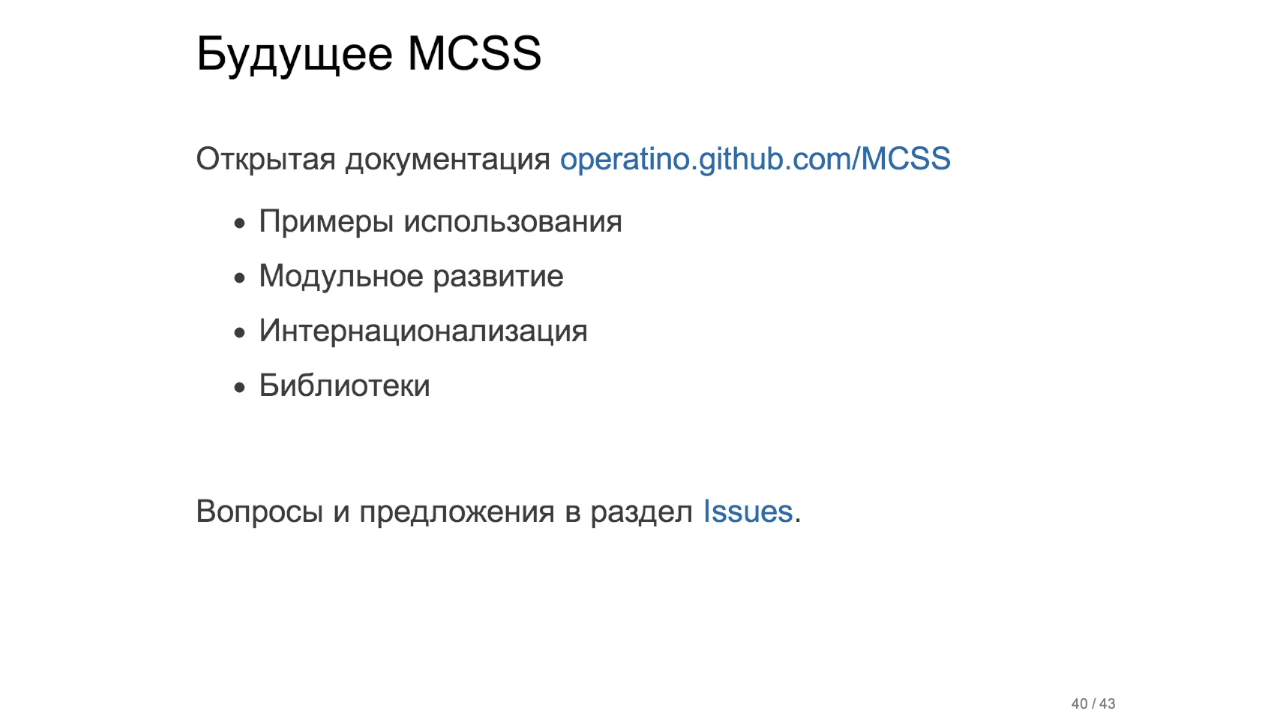 Будущее MCSS
Открытая документация operatino.github.com/MCSS
• Примеры использования
• Модульное развитие
• Интернационализация
• Библиотеки
Вопросы и предложения в раздел Issues.
40 / 43